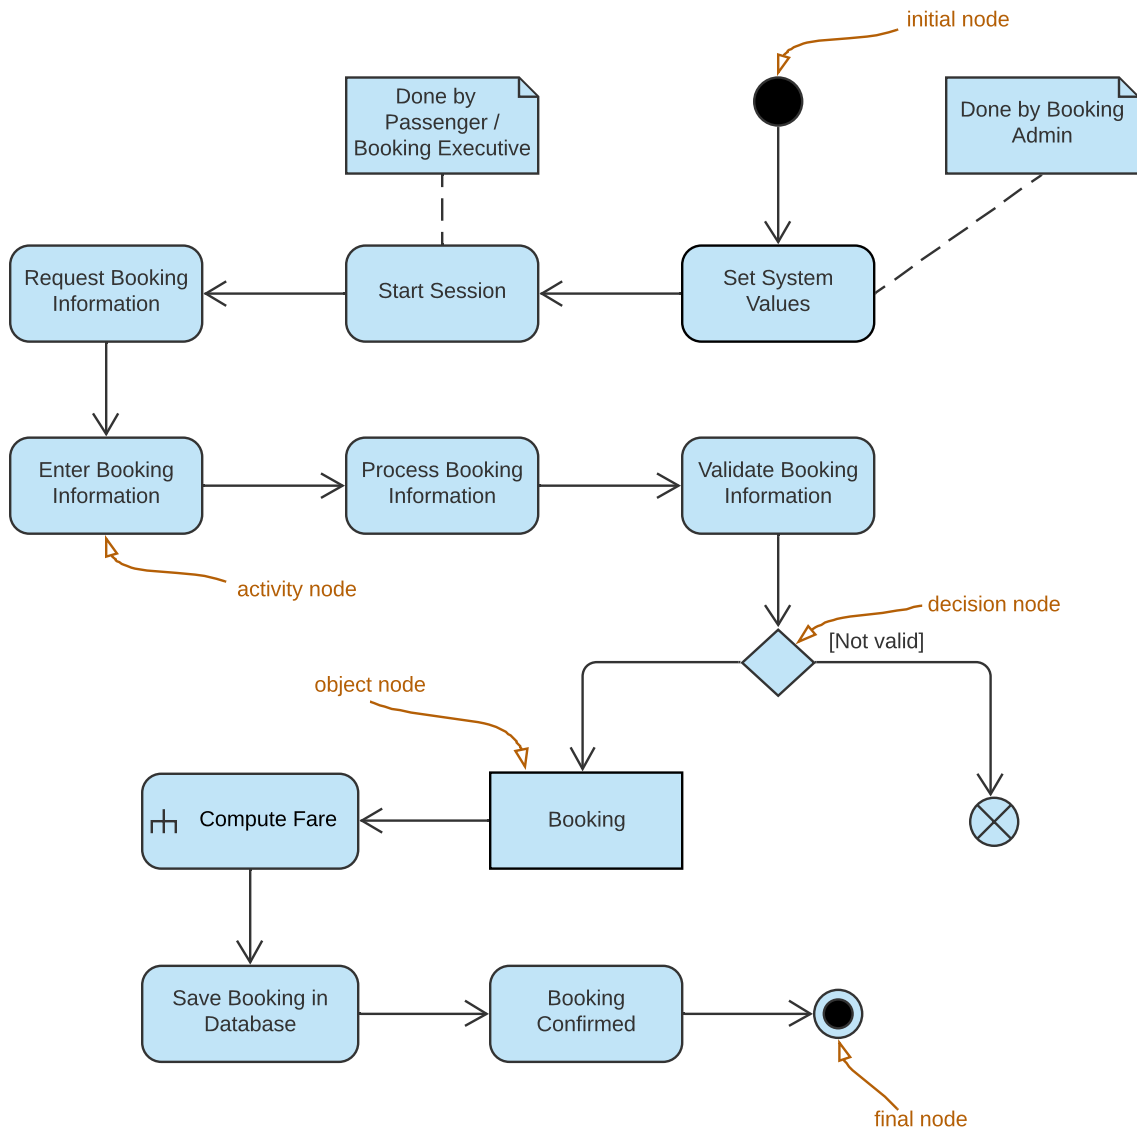 initial node
Done by
Passenger /
Booking Executive
Done by Booking
Admin
Request Booking
Information
Start Session
Set System
Values
Enter Booking
Information
Process Booking
Information
Validate Booking
Information
activity node
decision node
[Not valid]
object node
Compute Fare
Booking
Save Booking in
Database
Booking
Confirmed
final node